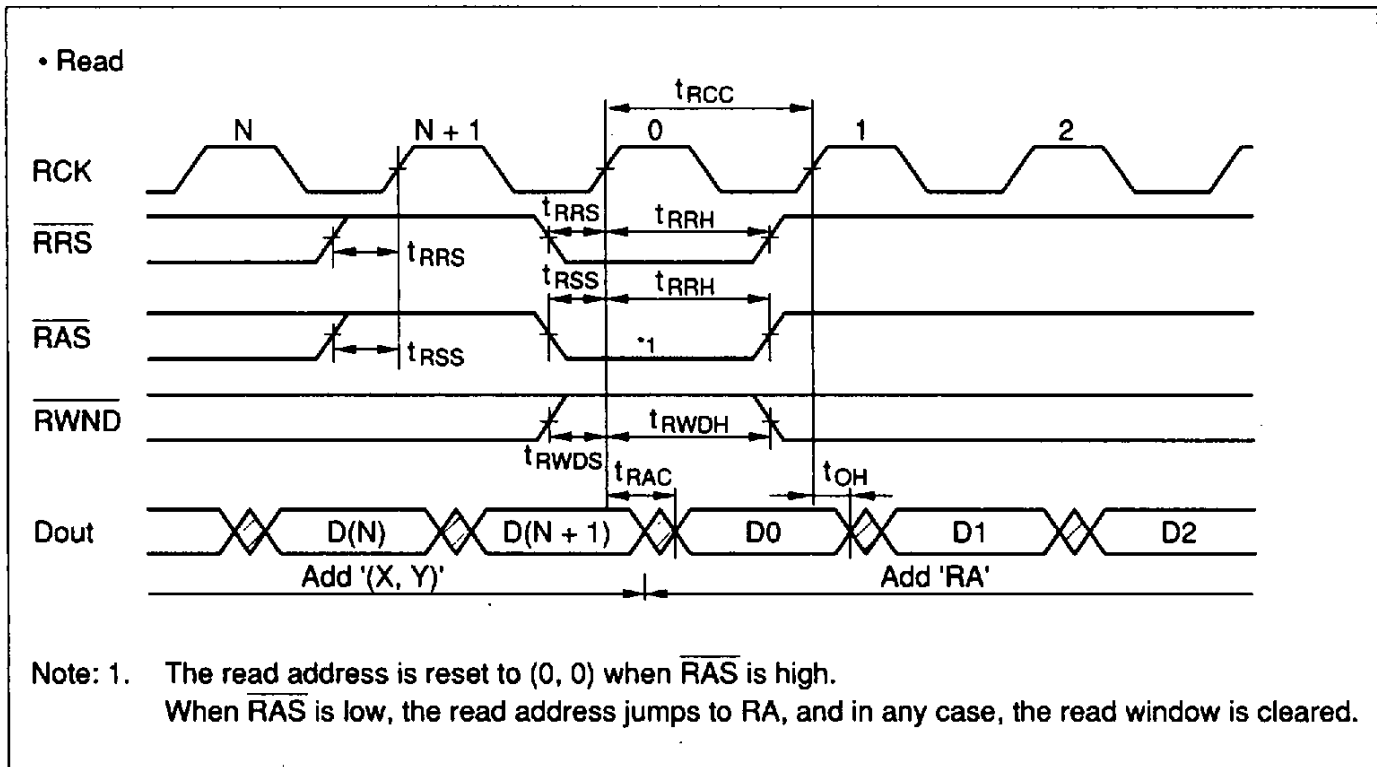 • Read
tRCC
N N + 1 0 1 2
RCK
tRRS tRRH
RRS
tRRS
tRSS tRRH
RAS
*1
tRSS
RWND
tRWDH
tRWDS
tRAC tOH
Dout D(N) D(N + 1) D0 D1 D2
Add '(X, Y)' Add 'RA'
Note: 1. The read address is reset to (0, 0) when RAS is high.
When RAS is low, the read address jumps to RA, and in any case, the read window is cleared.